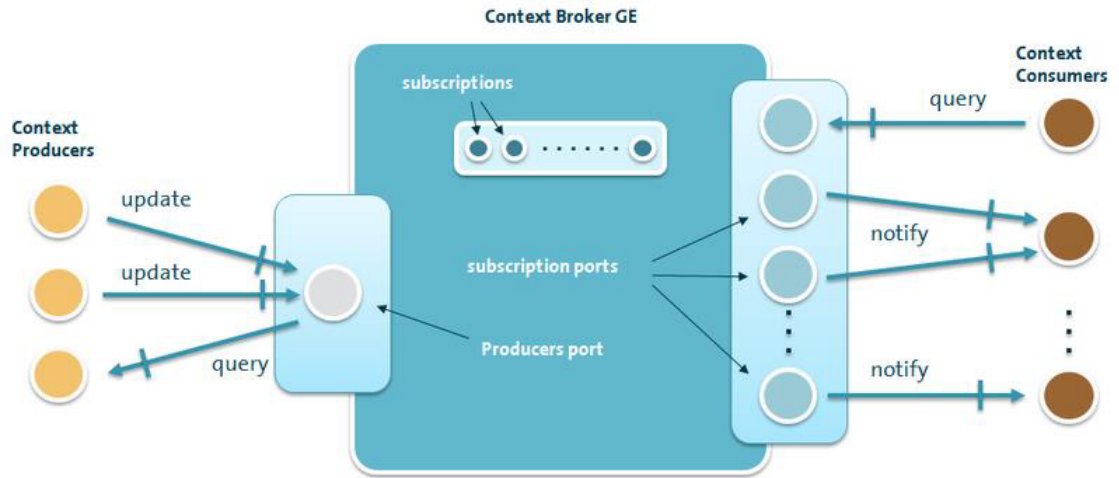 Context Broker GE
Context
Producers
update
update
query
subscriptions
subscription ports
Producers port
query
notify
notify
Context
Consumers